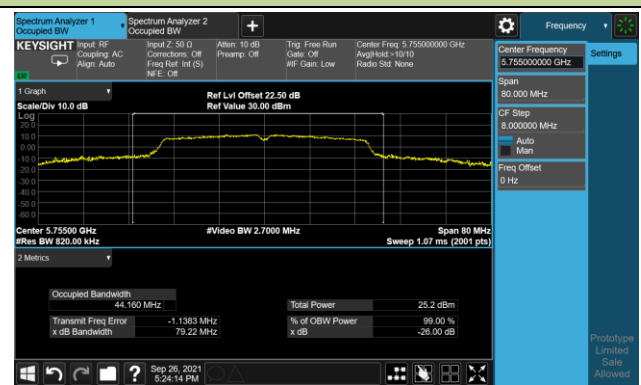 Spectrum Analyzer 1
Occupied BW
Spectrum Analyzer 2
Occupied BW
+
Frequency
KEYSIGHT
Input: RF
Coupling: AC
Align: Auto
Input Z: 50 Ω
Corrections: Off
Freq Ref: Int (S)
NFE: Off
Atten: 10 dB
Preamp: Off
Trig: Free Run
Gate: Off
#IF Gain: Low
Center Freq: 5.755000000 GHz
Avg|Hold:>10/10
Radio Std: None
Center Frequency
5.755000000 GHz
Settings
Span
80.000 MHz
CF Step
8.000000 MHz
Auto
Man
Freq Offset
0 Hz
1 Graph
Scale/Div 10.0 dB
Ref Lvl Offset 22.50 dB
Ref Value 30.00 dBm
Log
20.0
10.0
0.00
-10.0
-20.0
-30.0
-40.0
-50.0
-60.0
Center 5.75500 GHz
#Res BW 820.00 kHz
#Video BW 2.7000 MHz
Span 80 MHz
Sweep 1.07 ms (2001 pts)
2 Metrics
Occupied Bandwidth
44.160 MHz
Total Power 25.2 dBm
Transmit Freq Error -1.1383 MHz
% of OBW Power 99.00 %
x dB Bandwidth 79.22 MHz
x dB -26.00 dB
Prototype
Limited
Sale
Allowed
?
Sep 26, 2021
5:24:14 PM